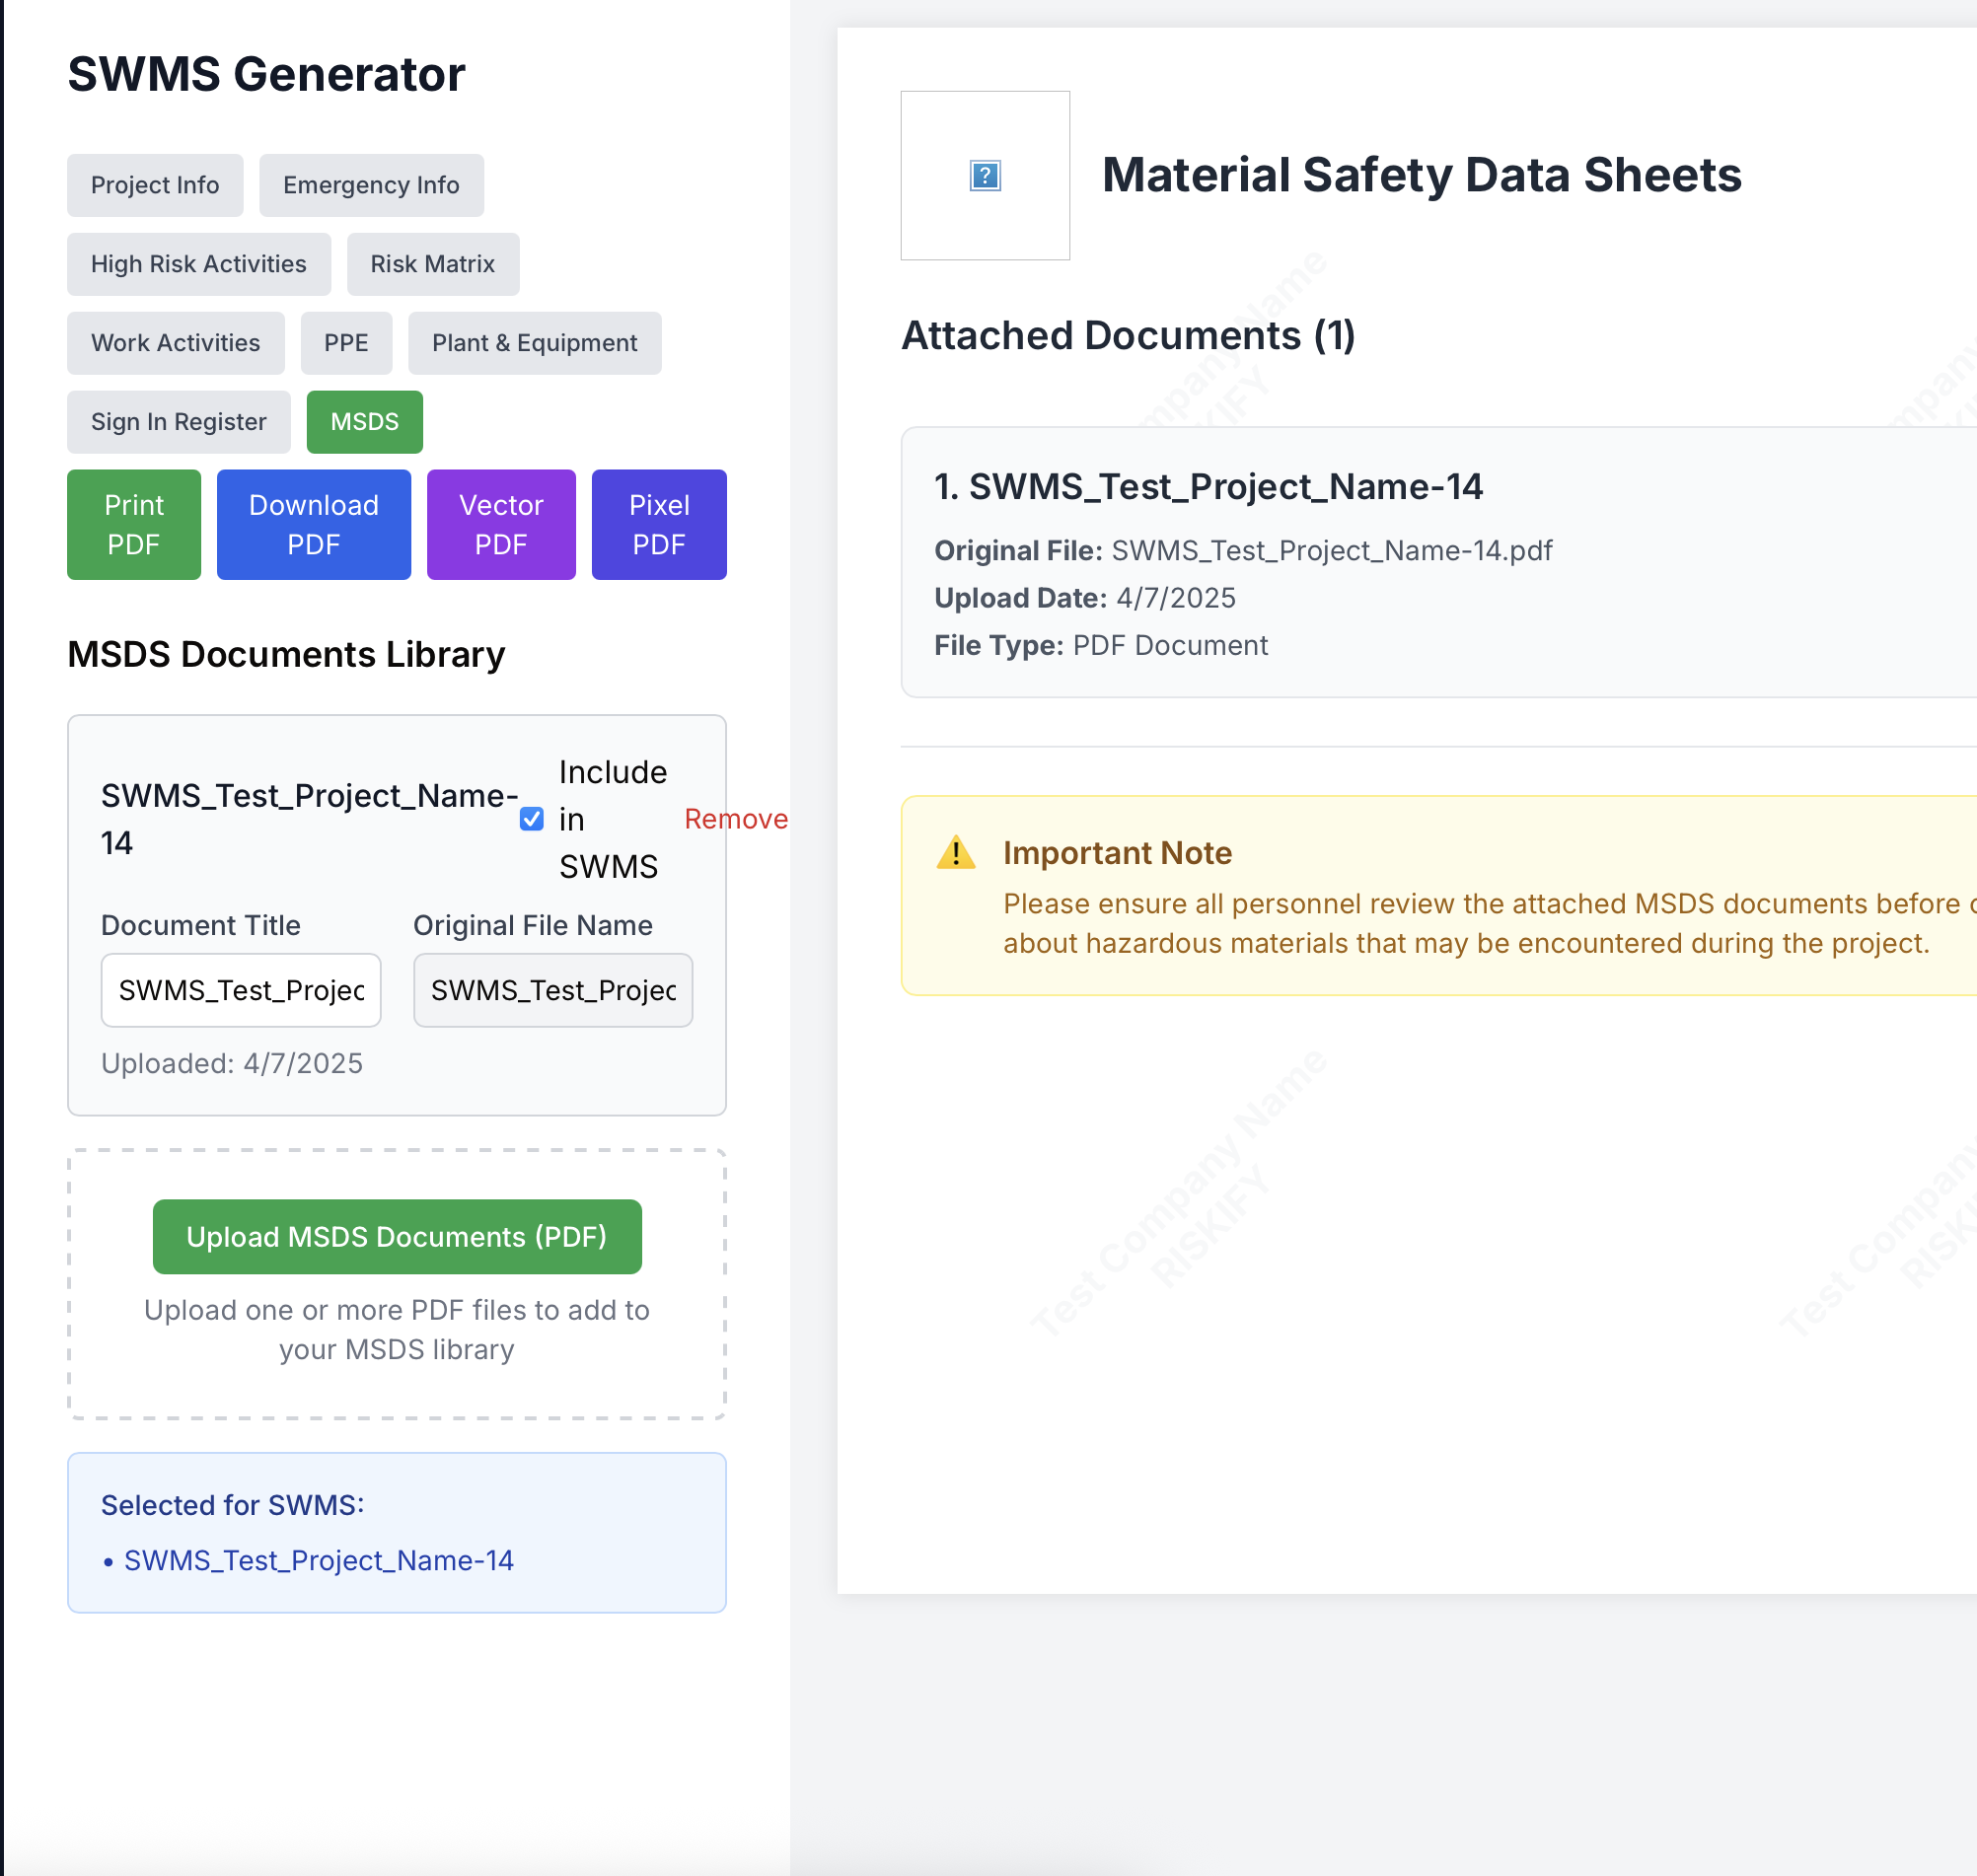 SWMS Generator
Project Info
Emergency Info
High Risk Activities
Risk Matrix
Work Activities
PPE
Plant & Equipment
Sign In Register
MSDS
Print
PDF
Download
PDF
Vector
PDF
Pixel
PDF
MSDS Documents Library
SWMS_Test_Project_Name-
14
Include
in
SWMS
Remove
Document Title
Original File Name
SWMS_Test_Projec
SWMS_Test_Projec
Uploaded: 4/7/2025
Upload MSDS Documents (PDF)
Upload one or more PDF files to add to
your MSDS library
Selected for SWMS:
• SWMS_Test_Project_Name-14
Material Safety Data Sheets
Attached Documents (1)
1. SWMS_Test_Project_Name-14
Original File: SWMS_Test_Project_Name-14.pdf
Upload Date: 4/7/2025
File Type: PDF Document
Important Note
Please ensure all personnel review the attached MSDS documents before
about hazardous materials that may be encountered during the project.
Test Company Name
RISKIFY
Test Company